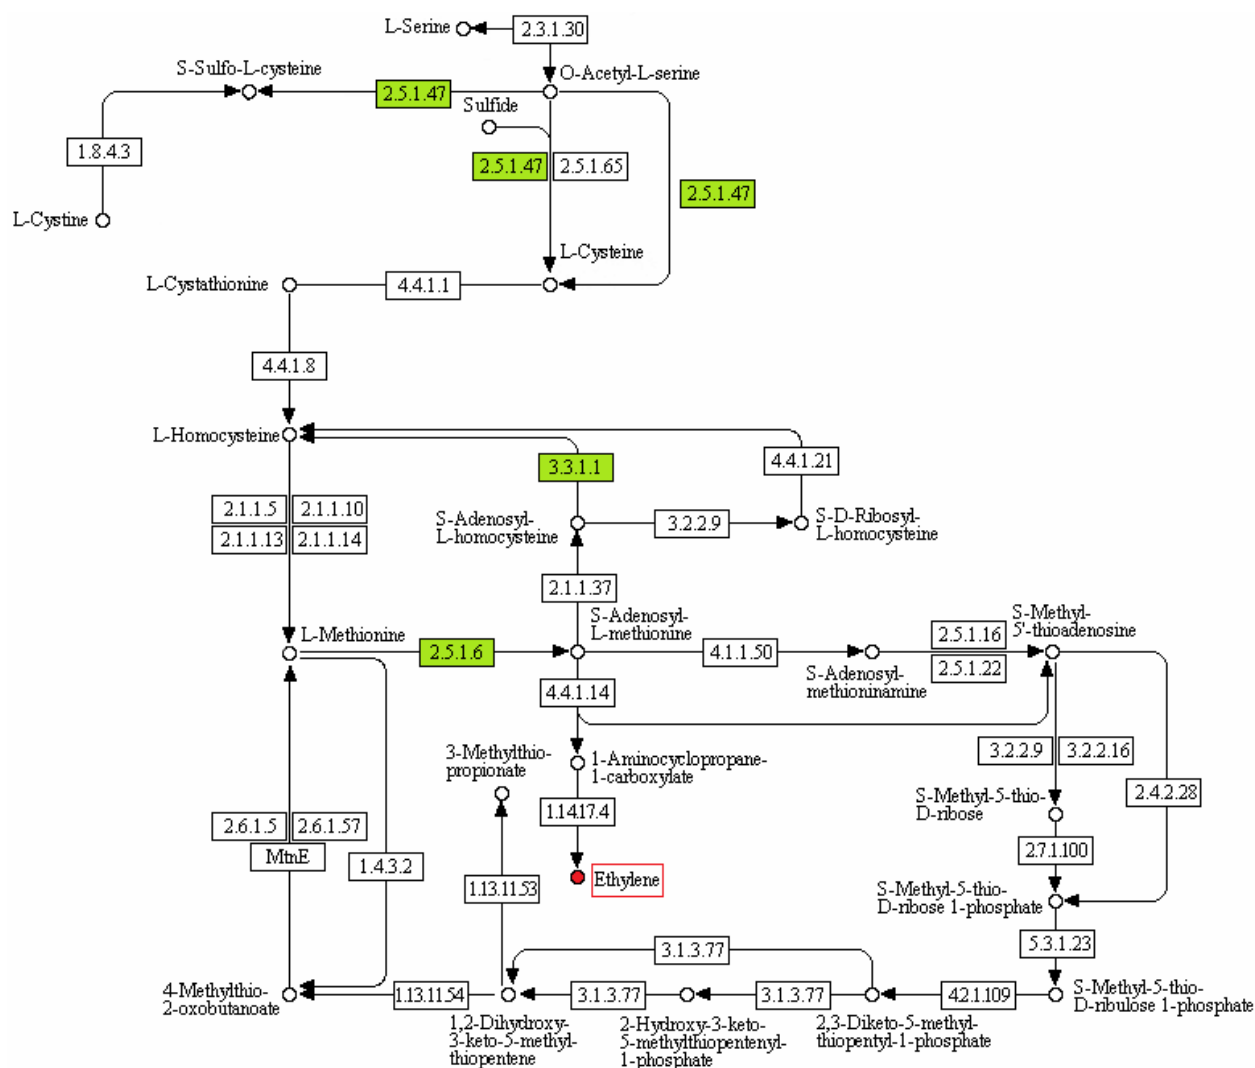 L-Serine
2.3.1.30
S-Sulfo-L-cysteine
O-Acetyl-L-serine
2.5.1.47
Sulfide
1.8.4.3
2.5.1.47
2.5.1.65
2.5.1.47
L-Cystine
L-Cysteine
L-Cystathionine
4.4.1.1
4.4.1.8
L-Homocysteine
3.3.1.1
4.4.1.21
2.1.1.5
2.1.1.10
S-Adenosyl-
L-homocysteine
3.2.2.9
S-D-Ribosyl-
L-homocysteine
2.1.1.13
2.1.1.14
2.1.1.37
L-Methionine
S-Adenosyl-
L-methionine
S-Methyl-
5'-thioadenosine
2.5.1.6
4.1.1.50
2.5.1.16
2.5.1.22
S-Adenosyl-
methioninamine
4.4.1.14
3-Methylthio-
propionate
1-Aminocyclopropane-
1-carboxylate
3.2.2.9
3.2.2.16
2.4.2.28
S-Methyl-5-thio-
D-ribose
1.14.17.4
2.6.1.5
2.6.1.57
MtnE
1.4.3.2
2.7.1.100
Ethylene
1.13.11.53
S-Methyl-5-thio-
D-ribose 1-phosphate
3.1.3.77
5.3.1.23
4-Methylthio-
2-oxobutanoate
1.13.11.54
3.1.3.77
3.1.3.77
4.2.1.109
S-Methyl-5-thio-
D-ribulose 1-phosphate
1,2-Dihydroxy-
3-keto-5-methyl-
thiopentene
2-Hydroxy-3-keto-
5-methylthiopentenyl-
1-phosphate
2,3-Diketo-5-methyl-
thiopentyl-1-phosphate